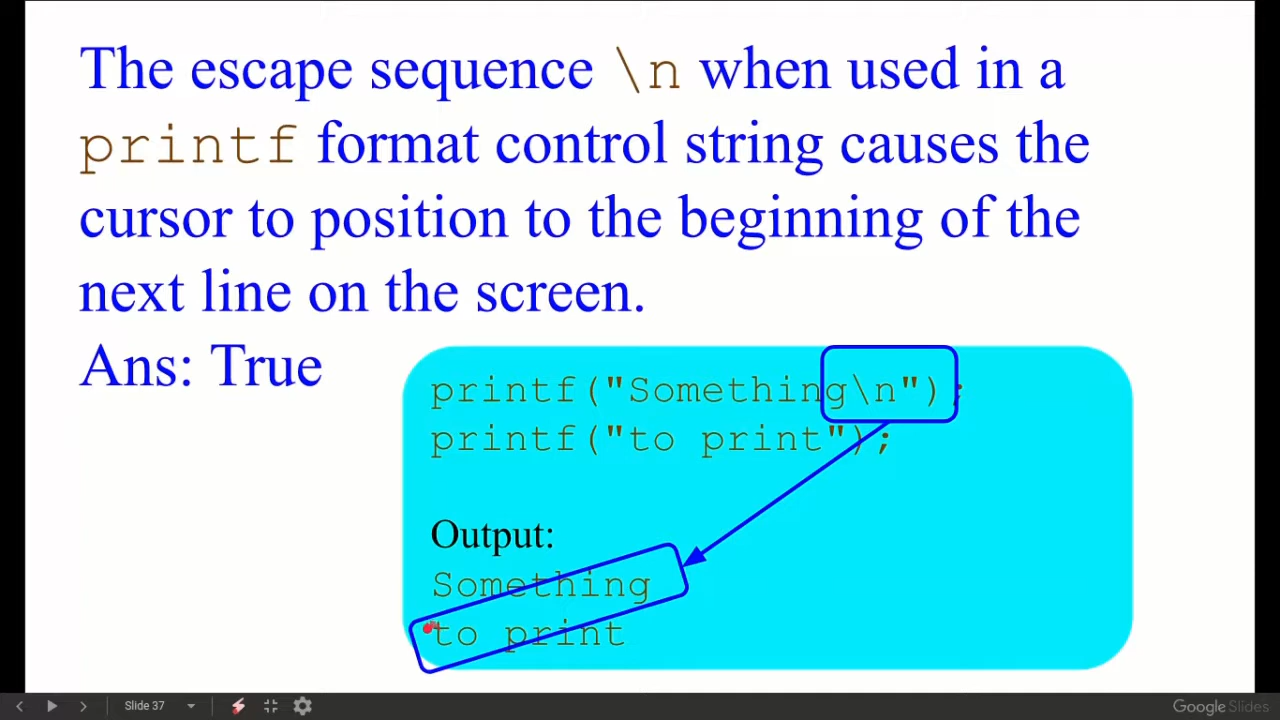 The escape sequence \n when used in a
printf format control string causes the
cursor to position to the beginning of the
next line on the screen.
Ans: True
printf("Something\n");
printf("to print");
Output:
Something
to print
Slide 37
Google Slides